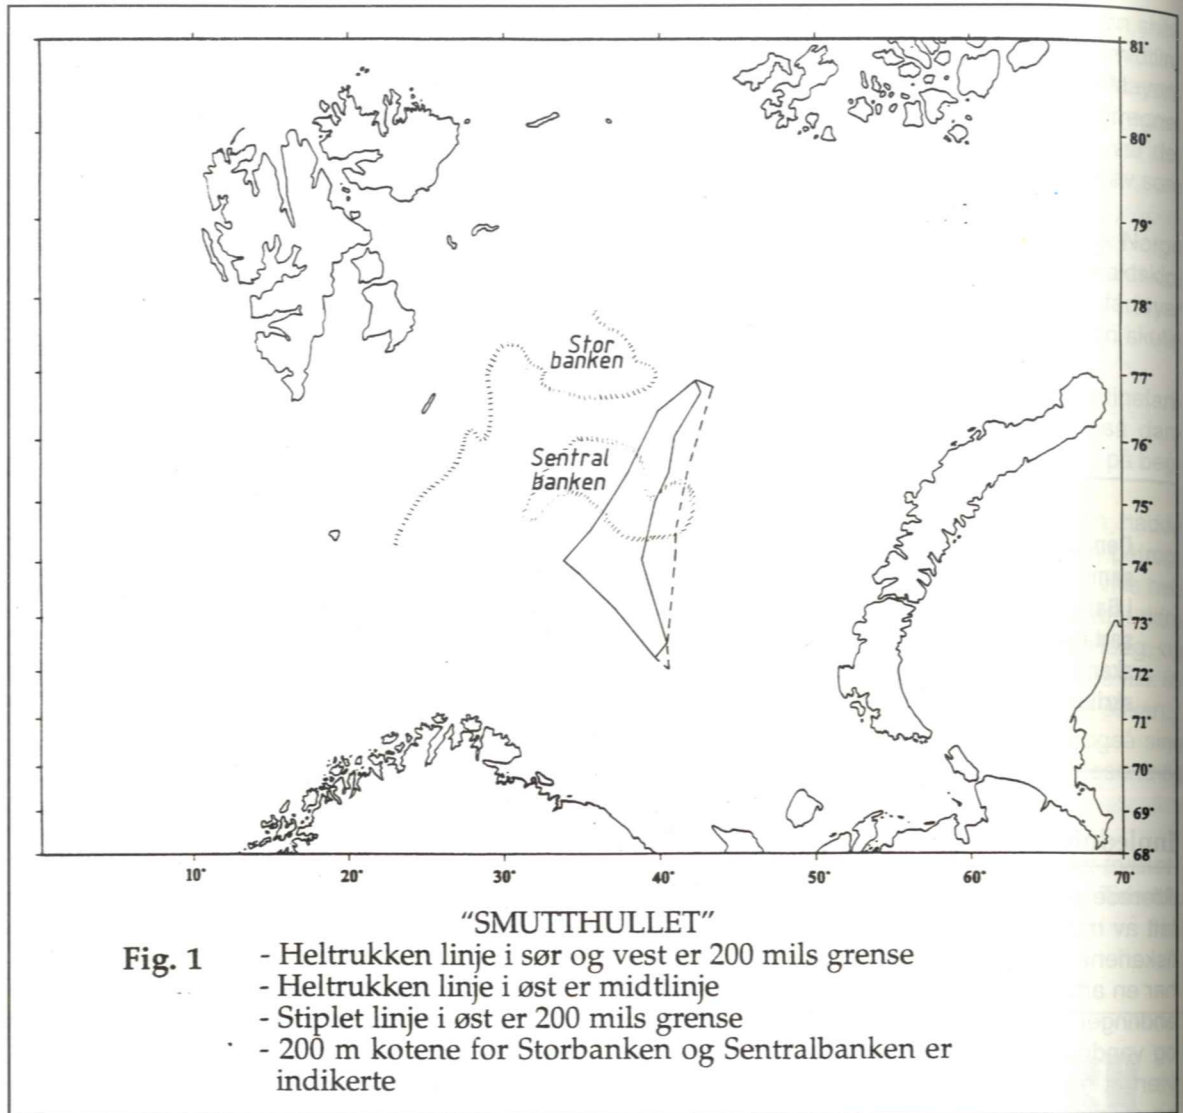 81°
80°
79°
78°
77°
Stor
banken
76°
Sentral
banken
75°
74°
73°
72°
71°
70°
69°
68°
10° 20° 30° 40° 50° 60° 70°
"SMUTTHULLET"
Fig. 1 - Heltrukken linje i sør og vest er 200 mils grense
- Heltrukken linje i øst er midtlinje
- Stiplet linje i øst er 200 mils grense
- 200 m kotene for Storbanken og Sentralbanken er
indikerte